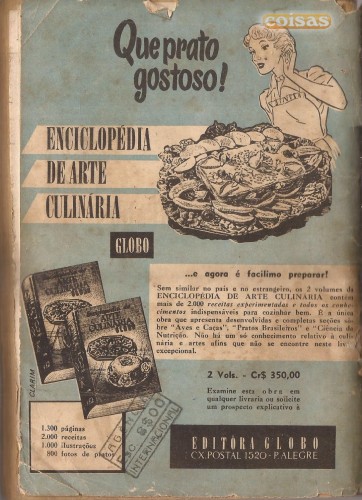 coisas
Que prato
gostoso!
ENCICLOPÉDIA
DE ARTE
CULINÁRIA
GLOBO
...e agora é facílimo preparar!
Sem similar no país e no estrangeiro, os 2 volumes da
ENCICLOPÉDIA DE ARTE CULINÁRIA contém
mais de 2.000 receitas experimentadas e todos os conhe-
cimentos indispensáveis para cozinhar bem. É a única
obra que apresenta desenvolvidas e completas secções sô-
bre "Aves e Caças", "Pratos Brasileiros" e "Ciência da
Nutrição. Não há um só conhecimento relativo à culi-
nária e artes afins que não se encontre neste
excepcional.
2 Vols. - Cr$ 350,00
Examine esta obra em
qualquer livraria ou solicite
um prospecto explicativo à
CLARIM
1.300 páginas
2.000 receitas
1.000 ilustrações
800 fotos de pratos
INTERNACIONAL
EDITÔRA GLOBO
CX.POSTAL 1520-P.ALEGRE